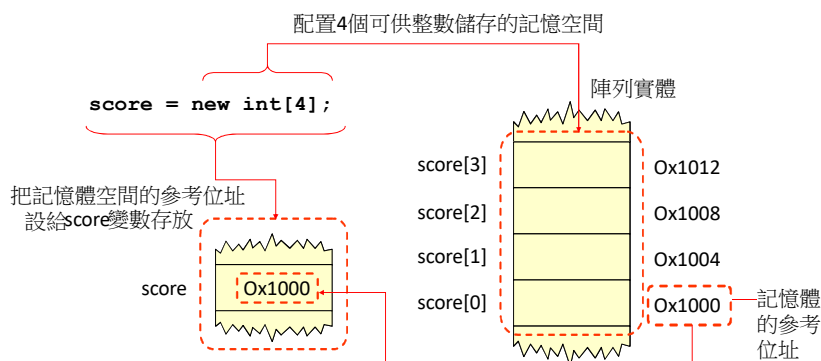 配置4個可供整數儲存的記憶空間
score = new int[4];
陣列實體
把記憶體空間的參考位址
設給score變數存放
score
Ox1000
score[3]
Ox1012
score[2]
Ox1008
score[1]
Ox1004
score[0]
Ox1000
記憶體
的參考
位址